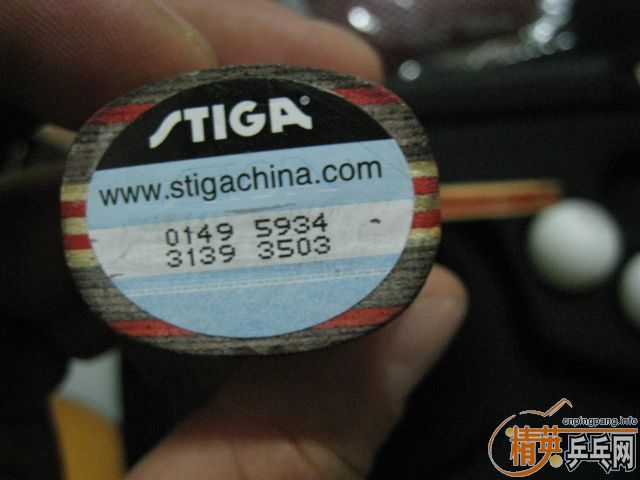 STIGA
www.stigachina.com
0149 5934
3139 3503
cnpingpang.info
精英乒乓网